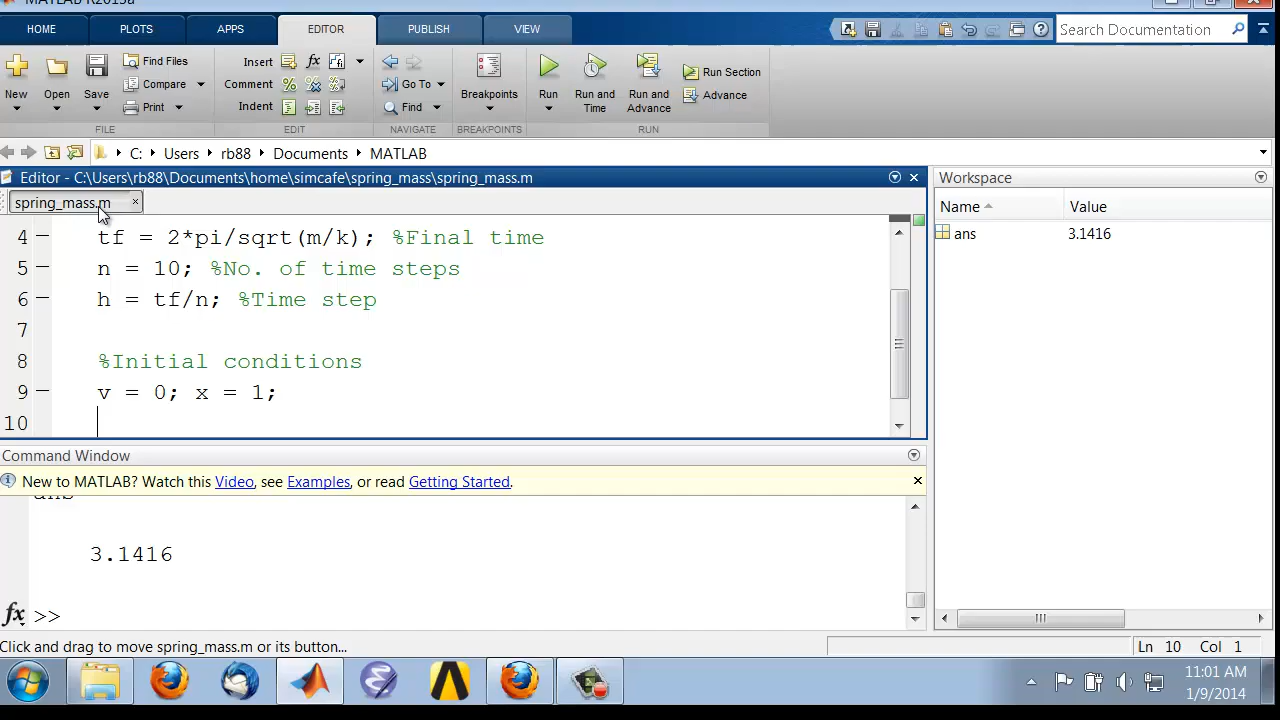 MATLAB R2013a
HOME PLOTS APPS EDITOR PUBLISH VIEW Search Documentation
New Open Save Find Files Compare Print
Insert Comment Indent
Go To Find
Breakpoints
Run Run and Time Run and Advance Run Section Advance
FILE EDIT NAVIGATE BREAKPOINTS RUN
C: Users rb88 Documents MATLAB
Editor - C:\Users\rb88\Documents\home\simcafe\spring_mass\spring_mass.m
spring_mass.m
4 tf = 2*pi/sqrt(m/k); %Final time
5 n = 10; %No. of time steps
6 h = tf/n; %Time step
7
8 %Initial conditions
9 v = 0; x = 1;
10
Workspace
Name Value
ans 3.1416
Command Window
New to MATLAB? Watch this Video, see Examples, or read Getting Started.
ans
3.1416
fx >>
Click and drag to move spring_mass.m or its button...
Ln 10 Col 1
11:01 AM
1/9/2014